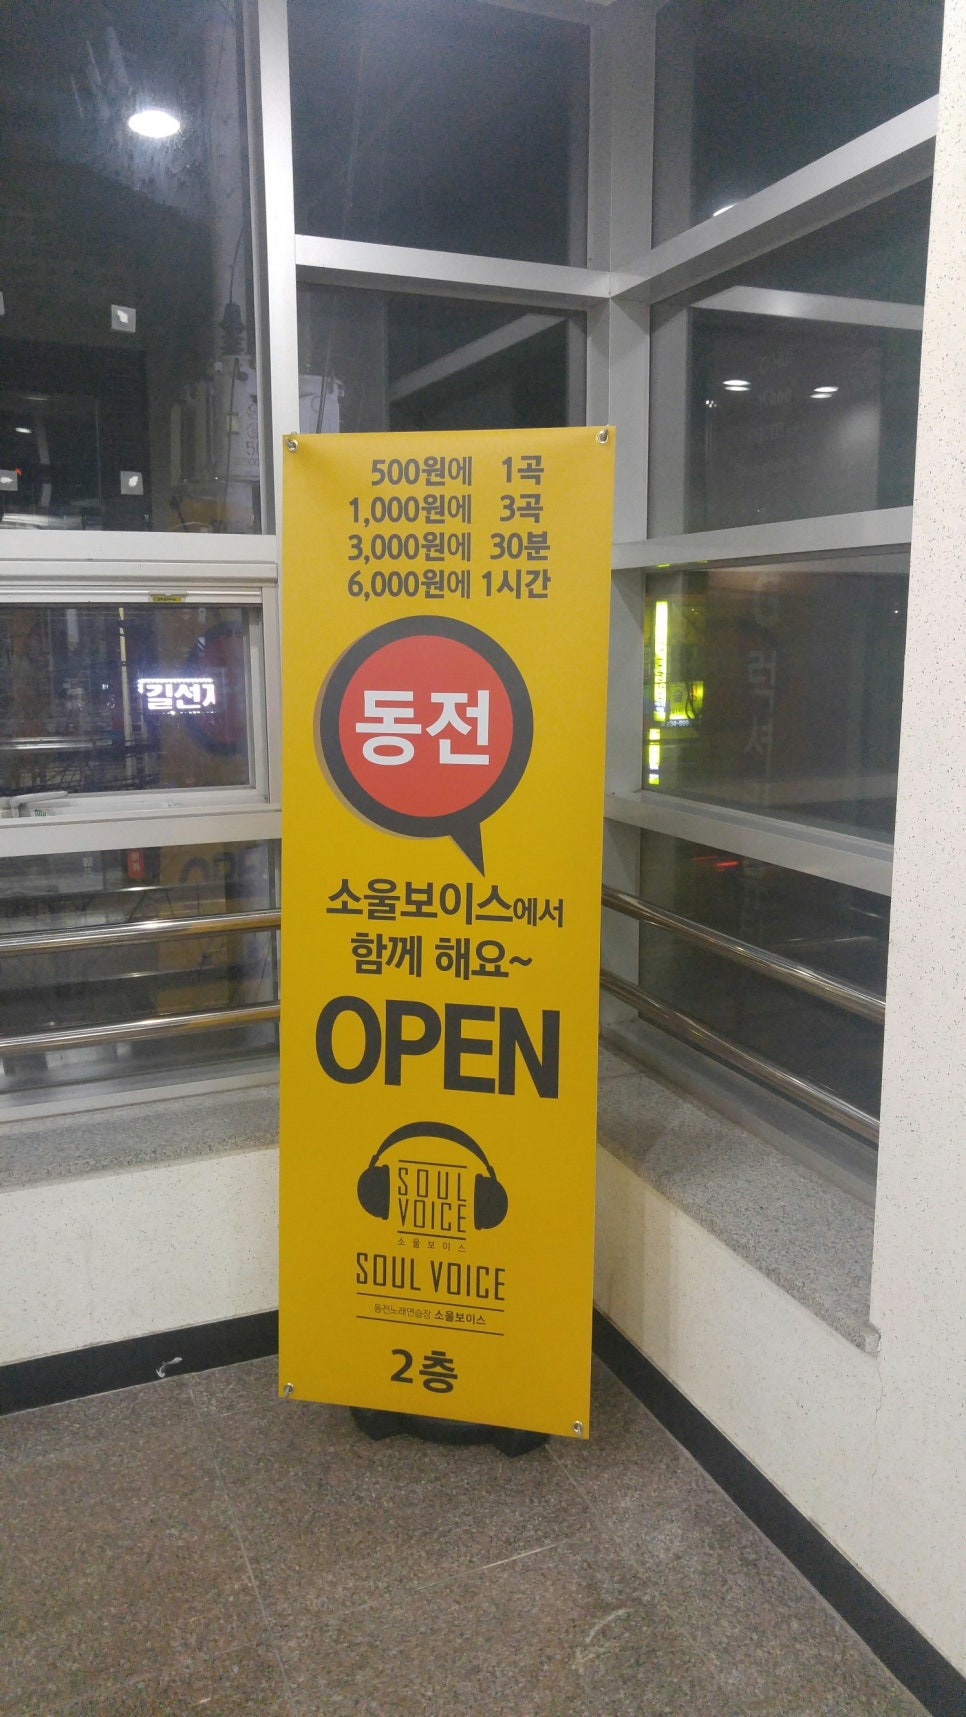 500원에 1곡
1,000원에 3곡
3,000원에 30분
6,000원에 1시간
동전
소울보이스에서
함께 해요~
OPEN
SOUL
VOICE
소울보이스
SOUL VOICE
동전노래연습장 소울보이스
2층
길선